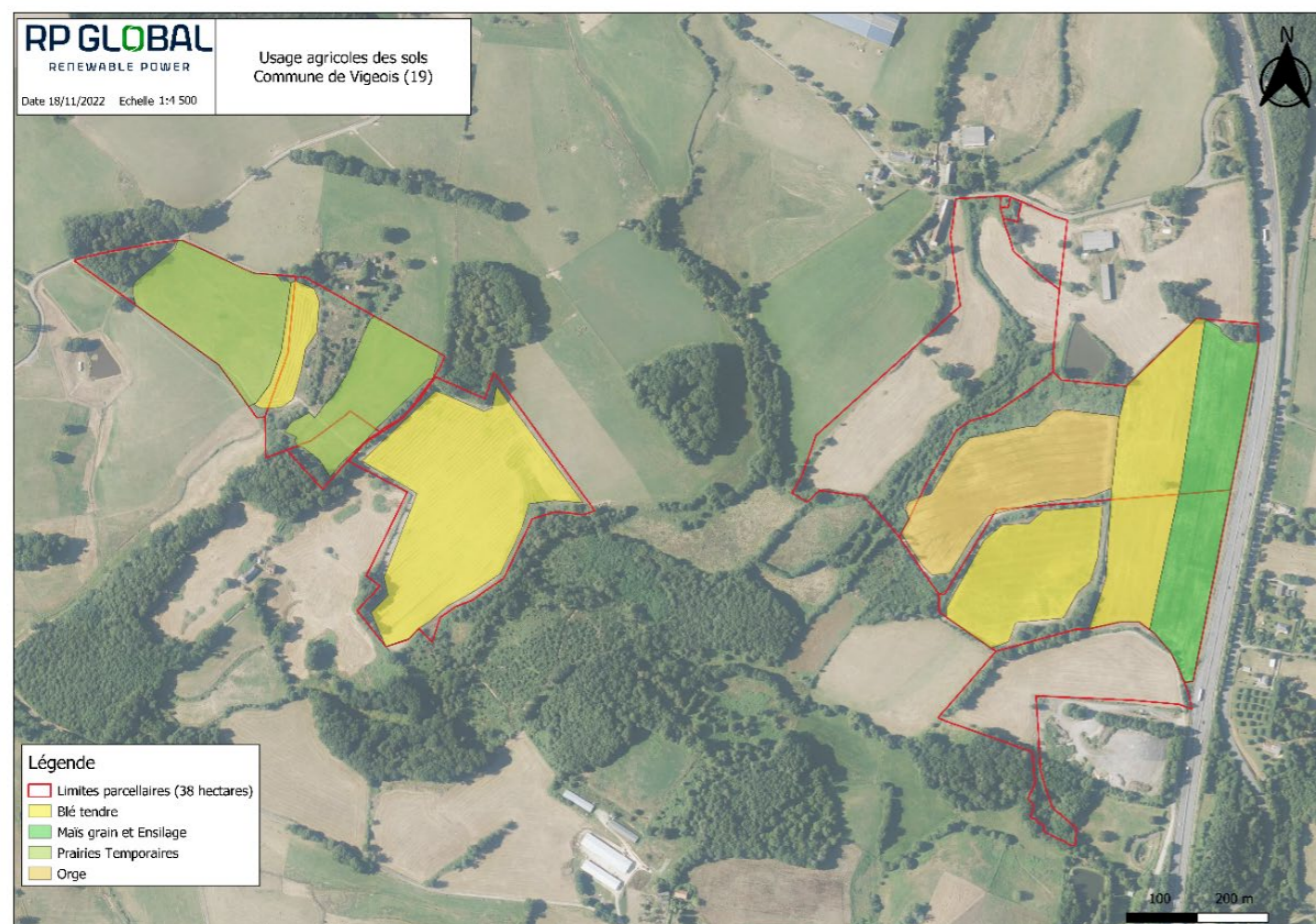 RP GLOBAL
RENEWABLE POWER
Date 18/11/2022 Echelle 1:4 500
Usage agricoles des sols
Commune de Vigeois (19)
N
Légende
Limites parcellaires (38 hectares)
Blé tendre
Maïs grain et Ensilage
Prairies Temporaires
Orge
100 200 m